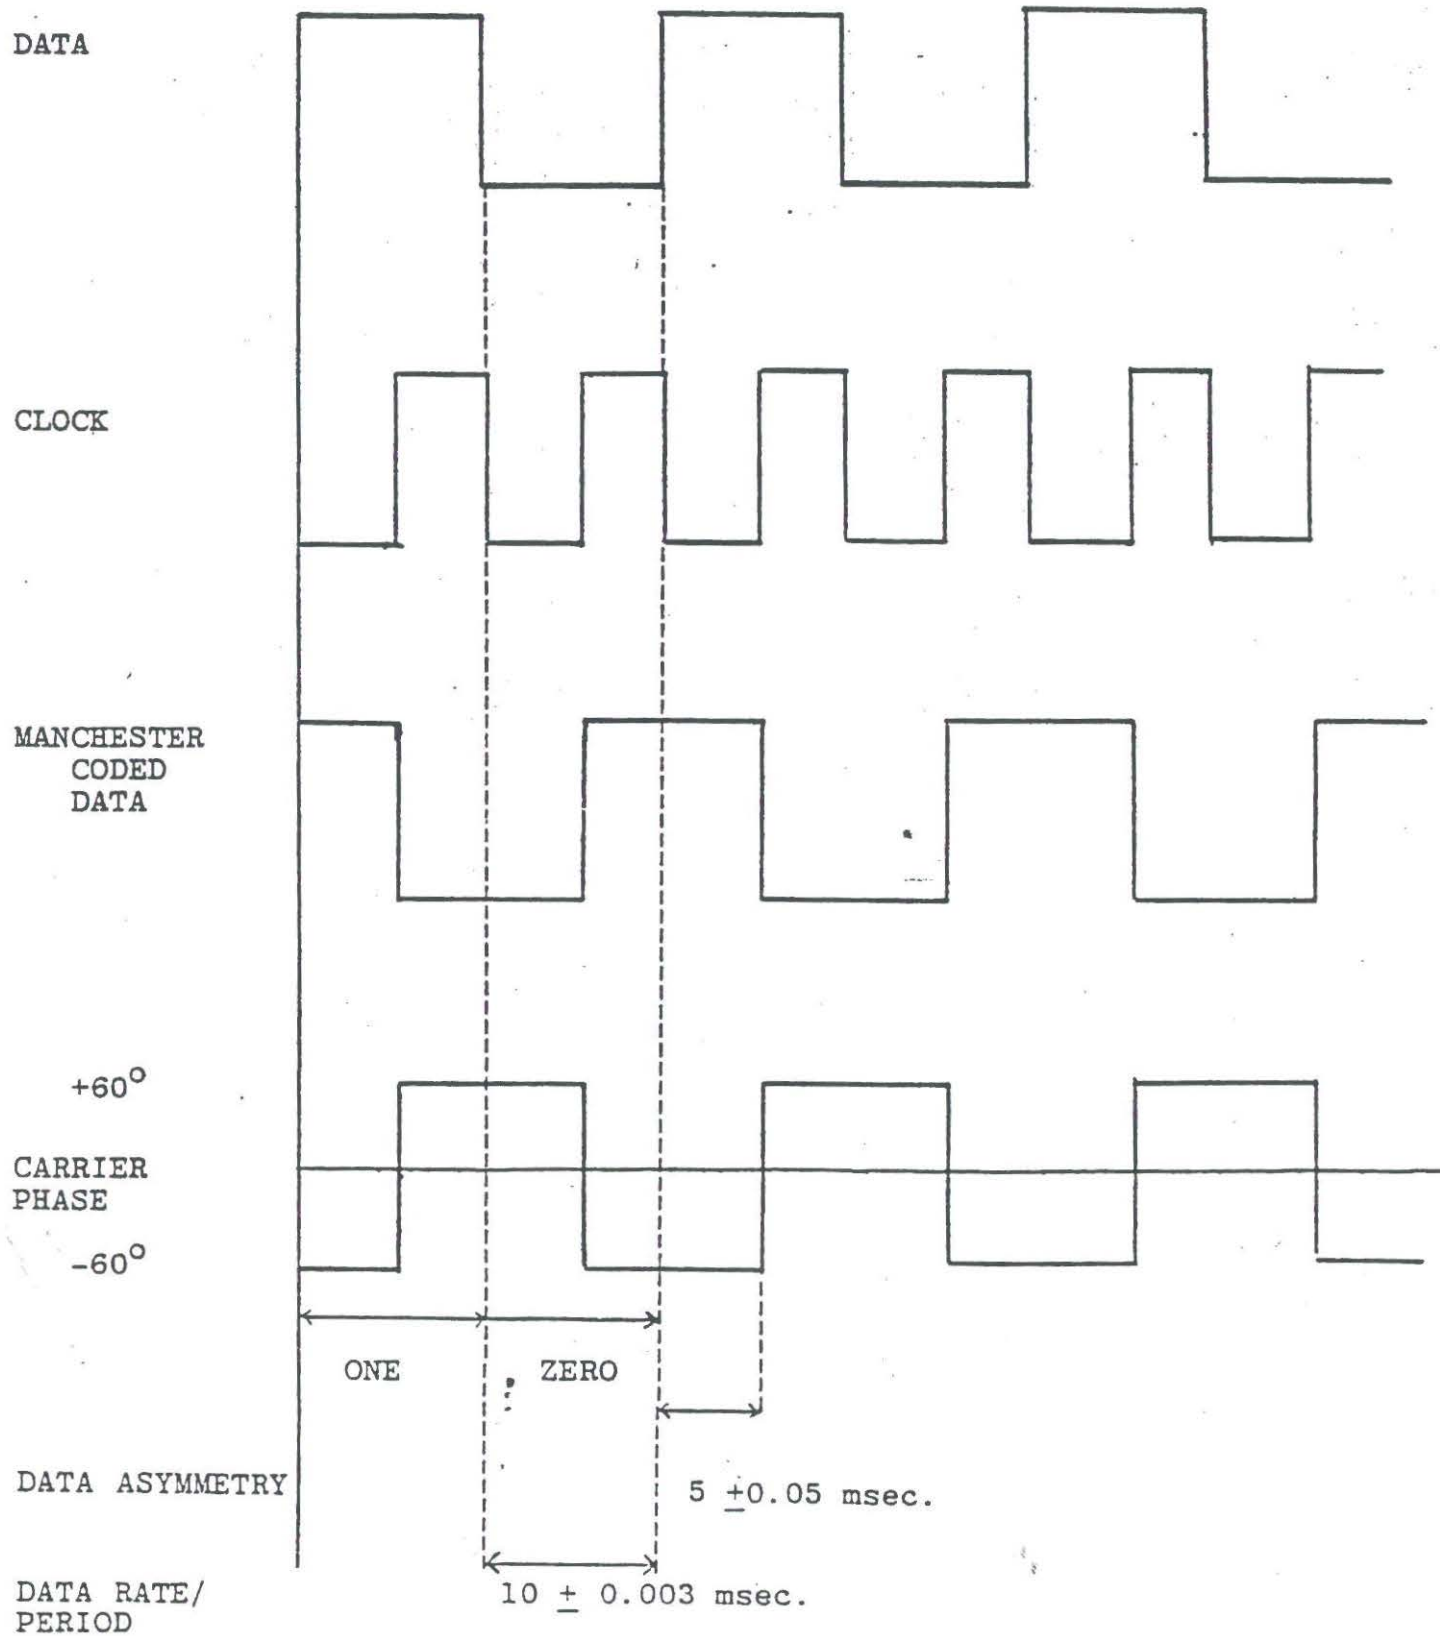 DATA
CLOCK
MANCHESTER
CODED
DATA
+60°
CARRIER
PHASE
-60°
ONE
ZERO
DATA ASYMMETRY
5 ±0.05 msec.
DATA RATE/
PERIOD
10 ± 0.003 msec.